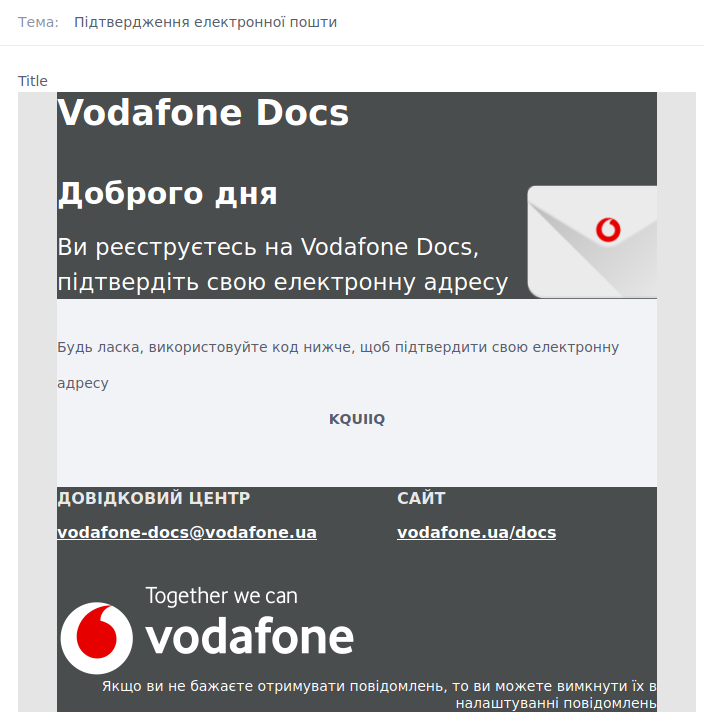 Тема: Підтвердження електронної пошти
Title
Vodafone Docs
Доброго дня
Ви реєструєтесь на Vodafone Docs,
підтвердіть свою електронну адресу
Будь ласка, використовуйте код нижче, щоб підтвердити свою електронну
адресу
KQUIIQ
ДОВІДКОВИЙ ЦЕНТР
vodafone-docs@vodafone.ua
САЙТ
vodafone.ua/docs
Together we can
vodafone
Якщо ви не бажаєте отримувати повідомлень, то ви можете вимкнути їх в
налаштуванні повідомлень